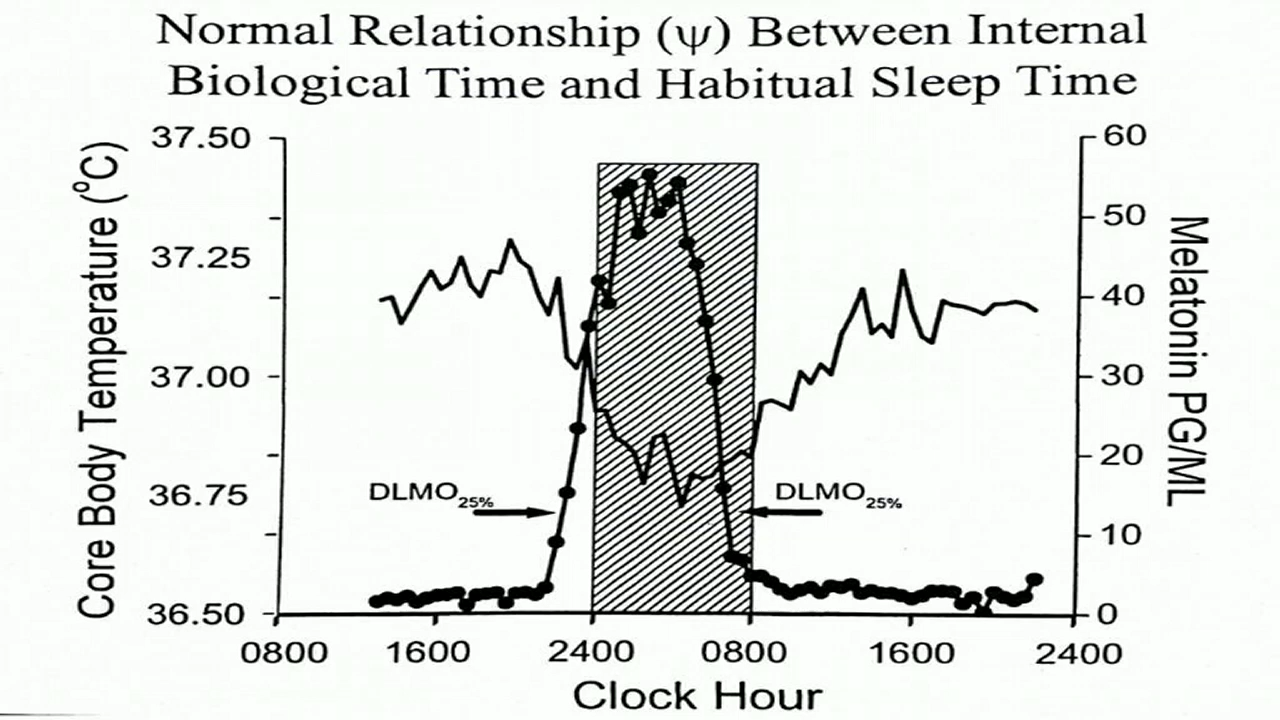 Normal Relationship (ψ) Between Internal
Biological Time and Habitual Sleep Time
Core Body Temperature (°C)
37.50
37.25
37.00
36.75
36.50
60
50
40
30
20
10
0
Melatonin PG/ML
DLMO25%
DLMO25%
0800
1600
2400
0800
1600
2400
Clock Hour